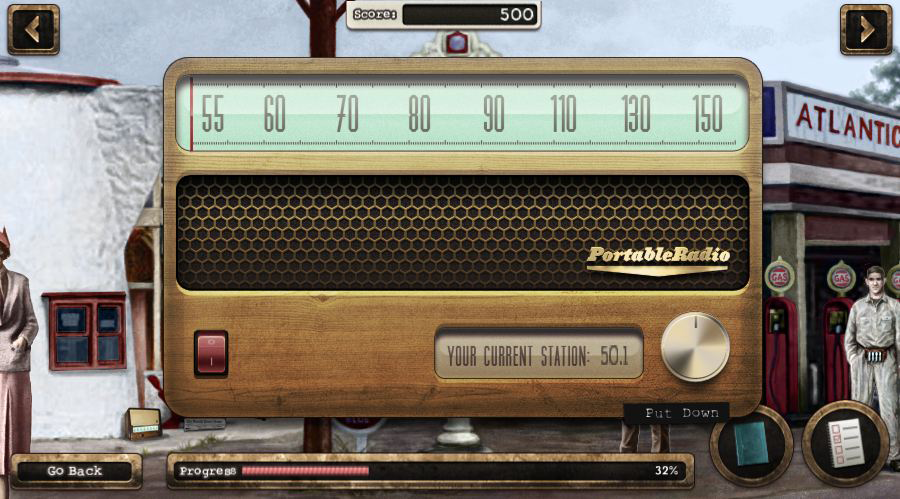 Score: 500
55 60 70 80 90 110 130 150
ATLANTIC
PortableRadio
GAS GAS
YOUR CURRENT STATION: 50.1
Put Down
Go Back
Progress 32%